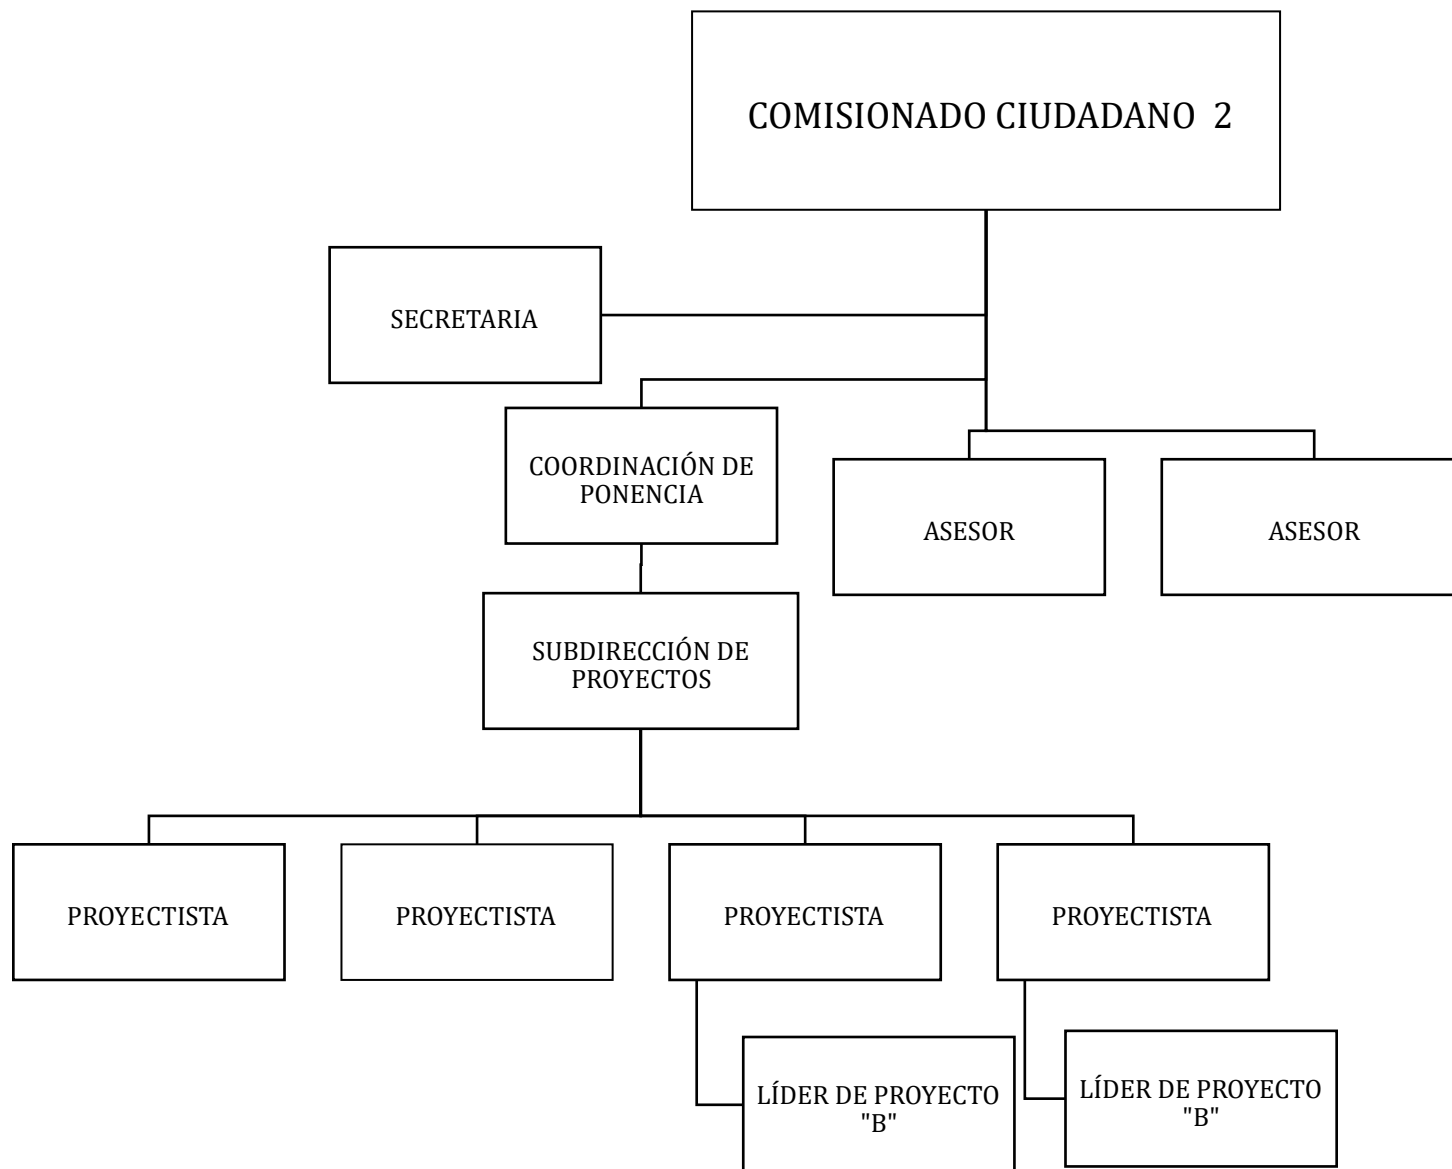 COMISIONADO CIUDADANO 2
SECRETARIA
COORDINACIÓN DE
PONENCIA
ASESOR
ASESOR
SUBDIRECCIÓN DE
PROYECTOS
PROYECTISTA
PROYECTISTA
PROYECTISTA
PROYECTISTA
LÍDER DE PROYECTO
"B"
LÍDER DE PROYECTO
"B"